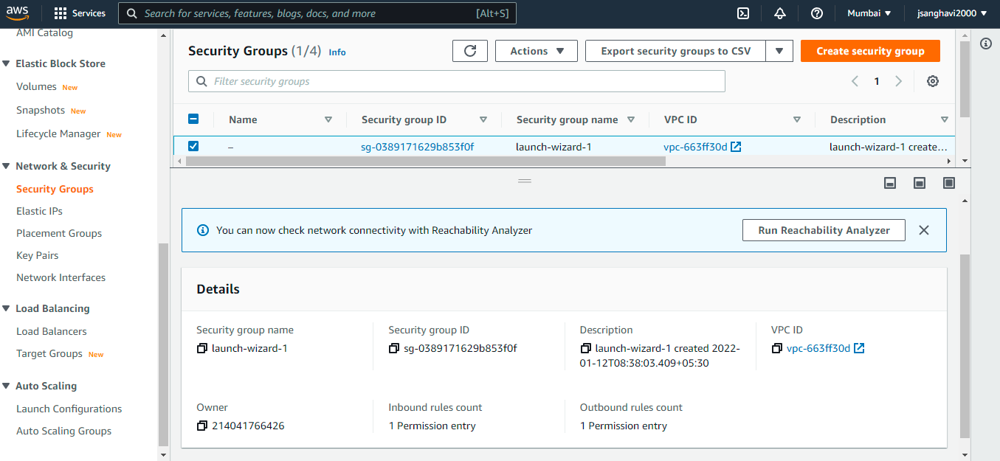 aws
Services
Search for services, features, blogs, docs, and more
[Alt+S]
Mumbai
jsanghavi2000
AMI Catalog
Elastic Block Store
Volumes New
Snapshots New
Lifecycle Manager New
Network & Security
Security Groups
Elastic IPs
Placement Groups
Key Pairs
Network Interfaces
Load Balancing
Load Balancers
Target Groups New
Auto Scaling
Launch Configurations
Auto Scaling Groups
Security Groups (1/4) Info
Actions
Export security groups to CSV
Create security group
Filter security groups
1
Name Security group ID Security group name VPC ID Description
– sg-0389171629b853f0f launch-wizard-1 vpc-663ff30d launch-wizard-1 create...
You can now check network connectivity with Reachability Analyzer
Run Reachability Analyzer
Details
Security group name
launch-wizard-1
Security group ID
sg-0389171629b853f0f
Description
launch-wizard-1 created 2022-
01-12T08:38:03.409+05:30
VPC ID
vpc-663ff30d
Owner
214041766426
Inbound rules count
1 Permission entry
Outbound rules count
1 Permission entry